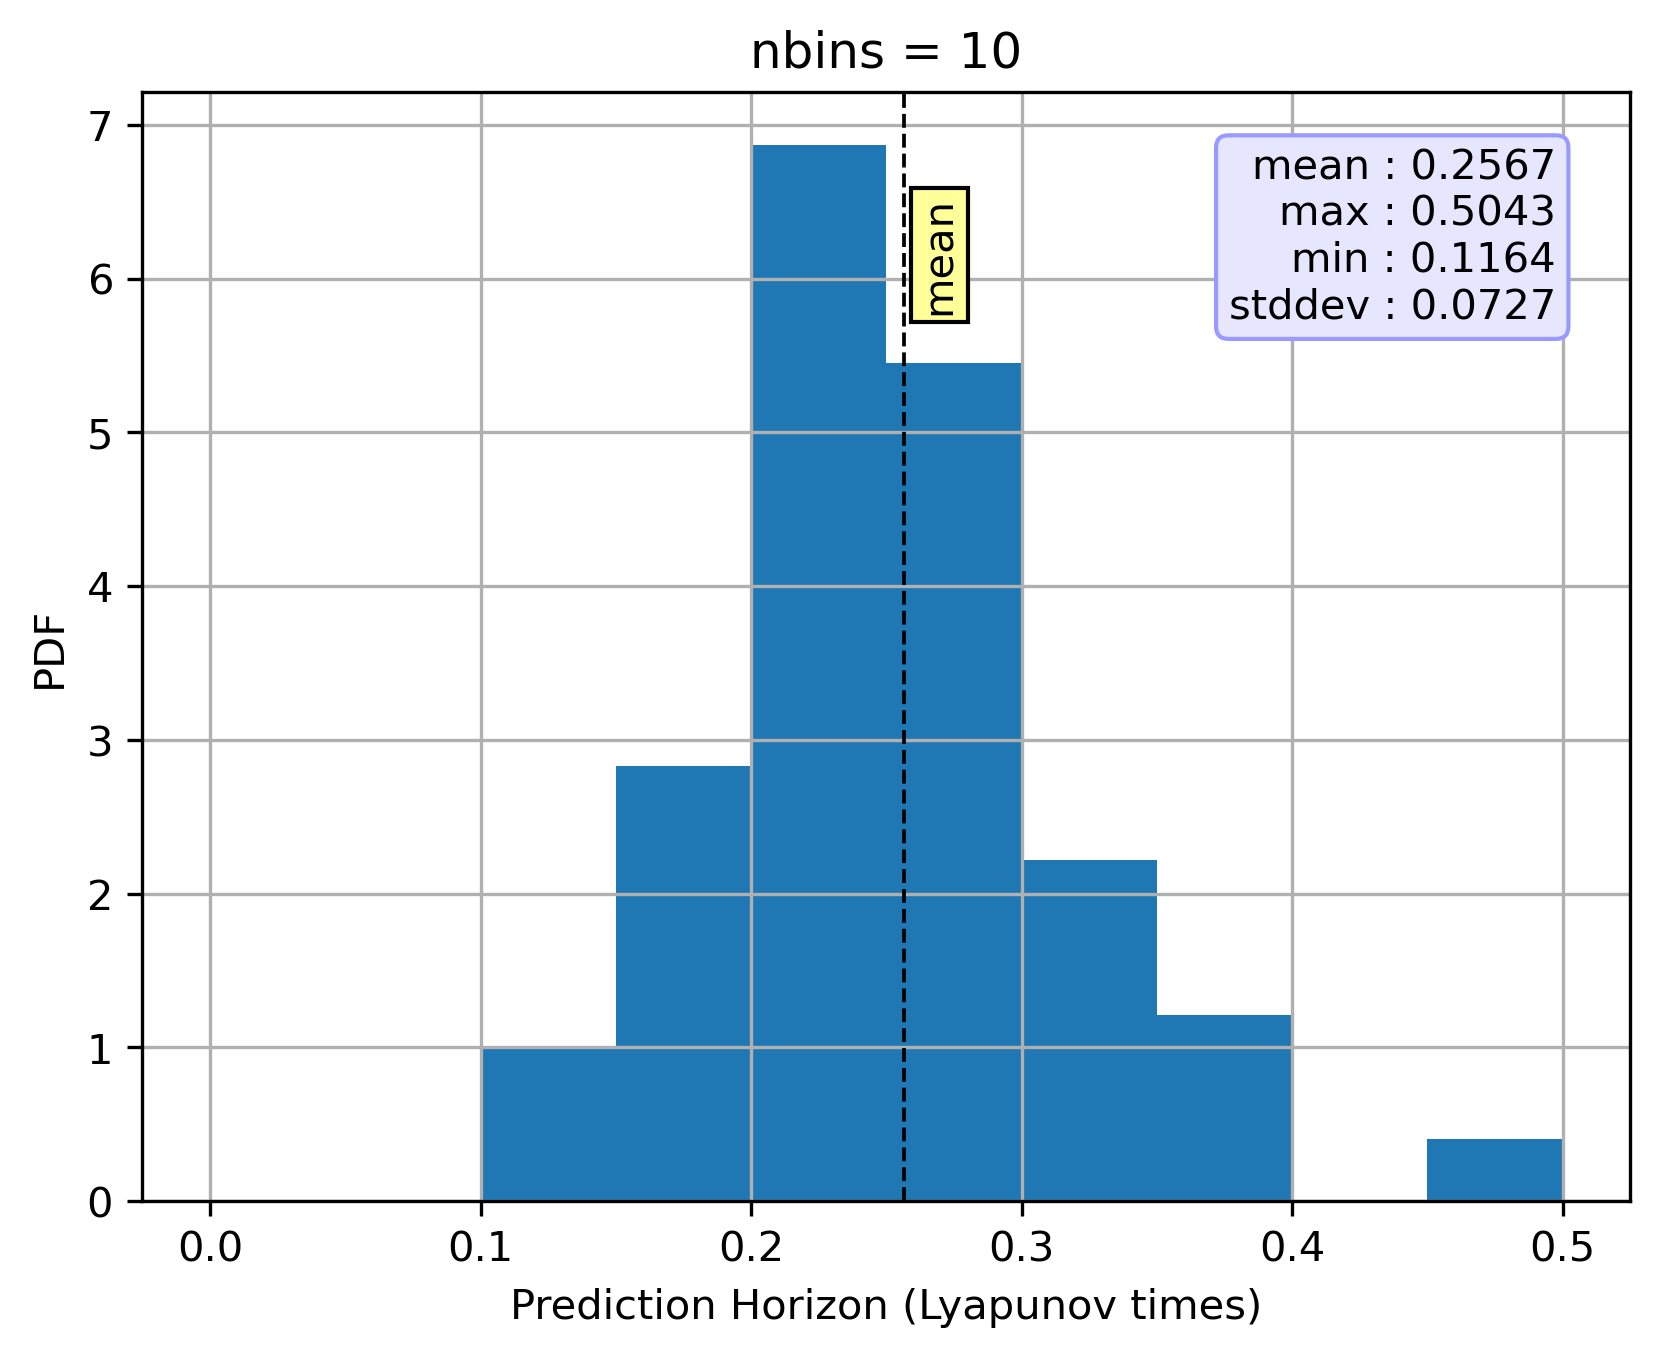 nbins = 10
7
6
5
4
3
2
1
0
PDF
mean
mean : 0.2567
max : 0.5043
min : 0.1164
stddev : 0.0727
0.0 0.1 0.2 0.3 0.4 0.5
Prediction Horizon (Lyapunov times)